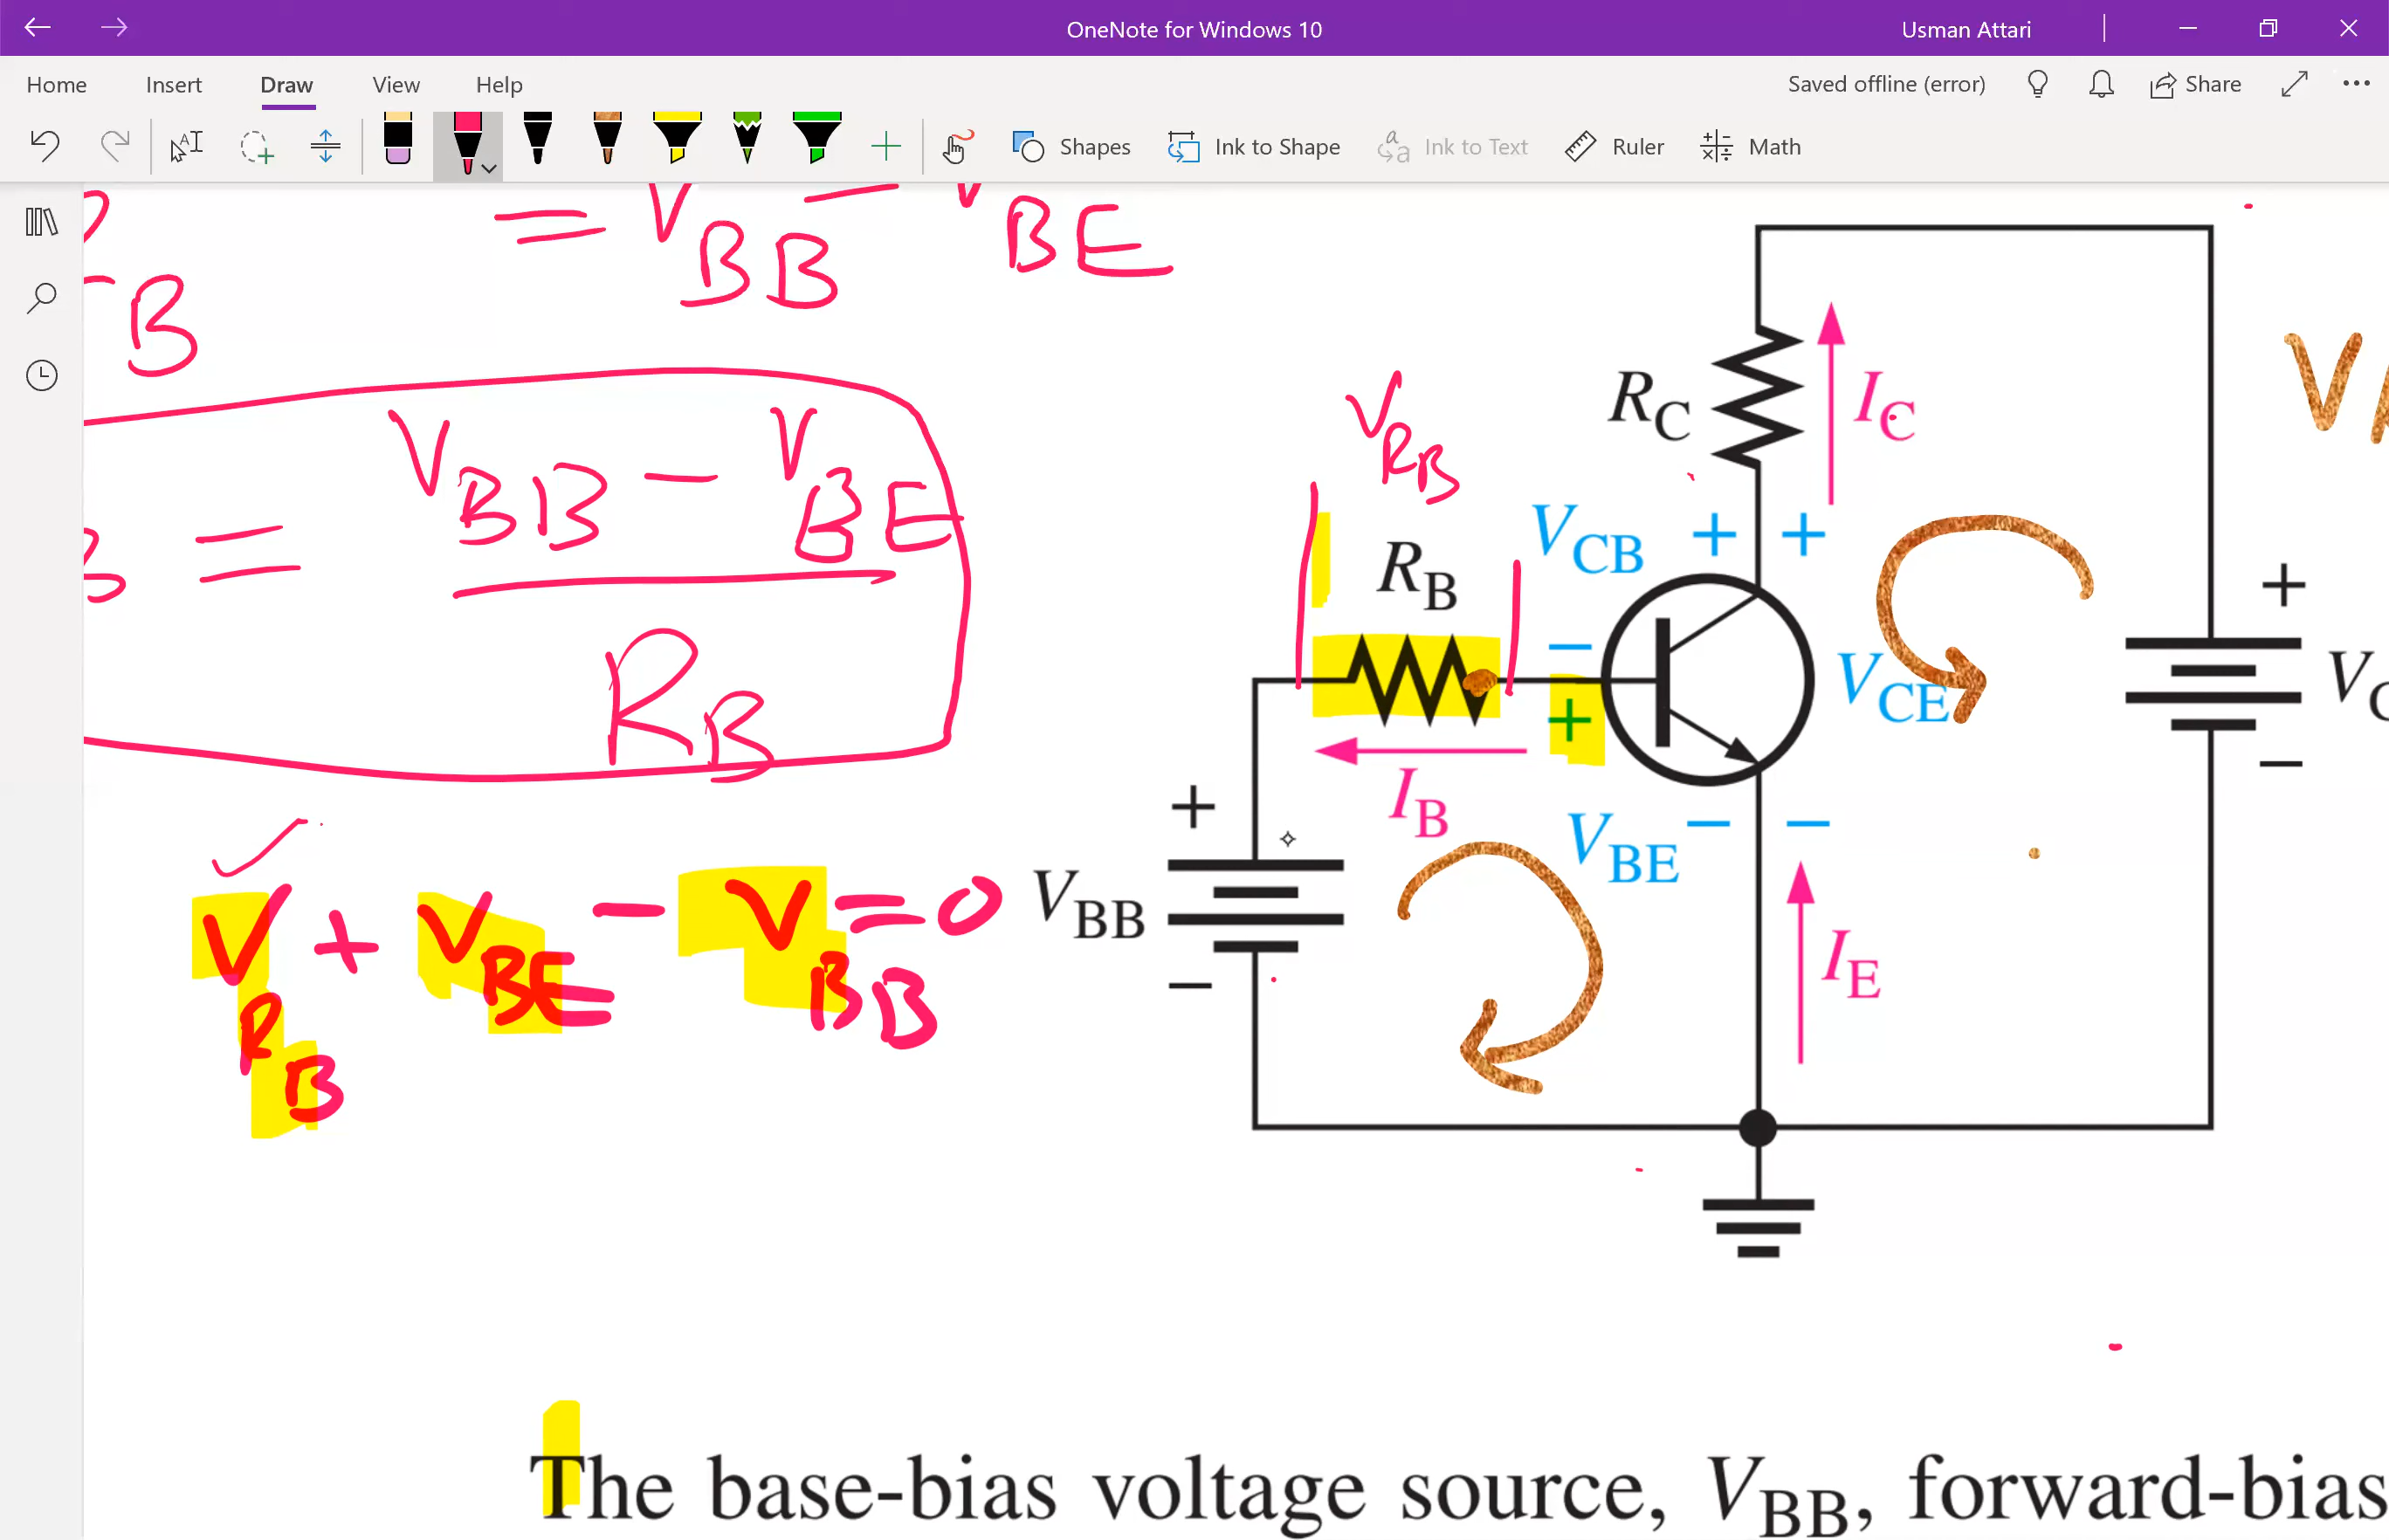 OneNote for Windows 10
Usman Attari
Home Insert Draw View Help
Saved offline (error) Share
Shapes Ink to Shape Ink to Text Ruler Math
= VBB - VBE
B
= VBB - VBE
RB
VRB + VBE - VBB = 0
VRB
RC
IC
VCB + +
RB
−
+
VCE
+
−
IB
+
VBE − −
VBB
−
IE
The base-bias voltage source, VBB, forward-bias